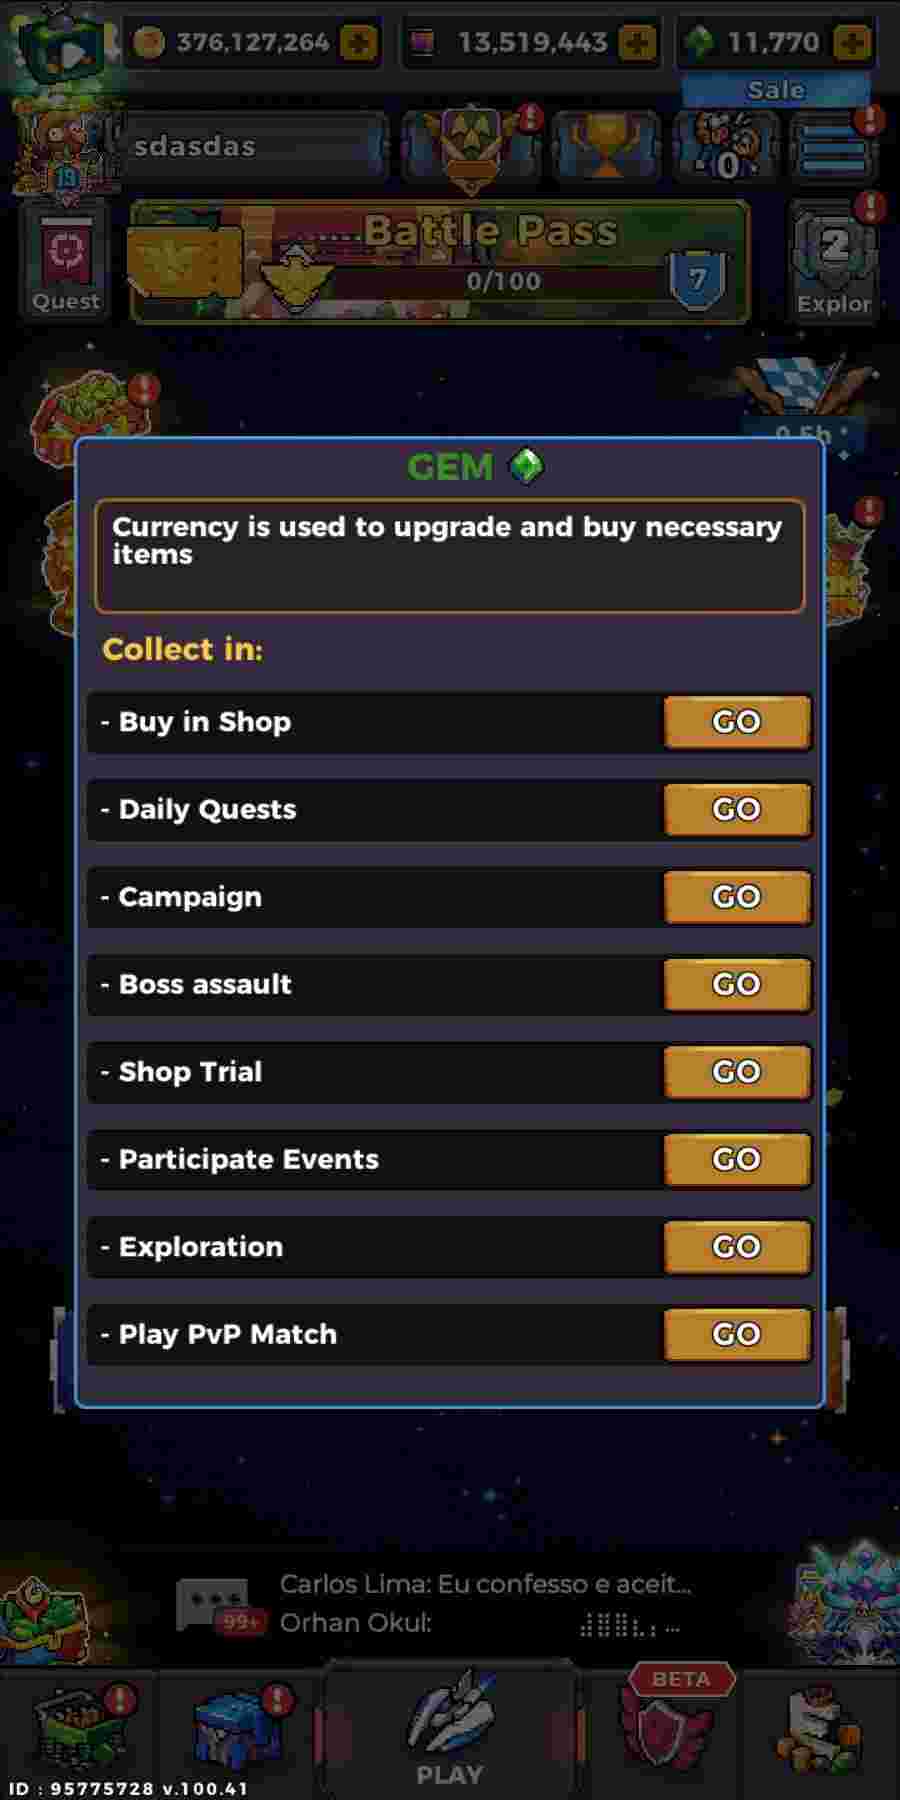 376,127,264
13,519,443
11,770
Sale
19
sdasdas
0
Quest
Battle Pass
0/100
7
2
Explor
GEM
Currency is used to upgrade and buy necessary
items
Collect in:
- Buy in Shop
GO
- Daily Quests
GO
- Campaign
GO
- Boss assault
GO
- Shop Trial
GO
- Participate Events
GO
- Exploration
GO
- Play PvP Match
GO
Carlos Lima: Eu confesso e aceit...
99+
Orhan Okul:
BETA
PLAY
ID : 95775728 v.100.41